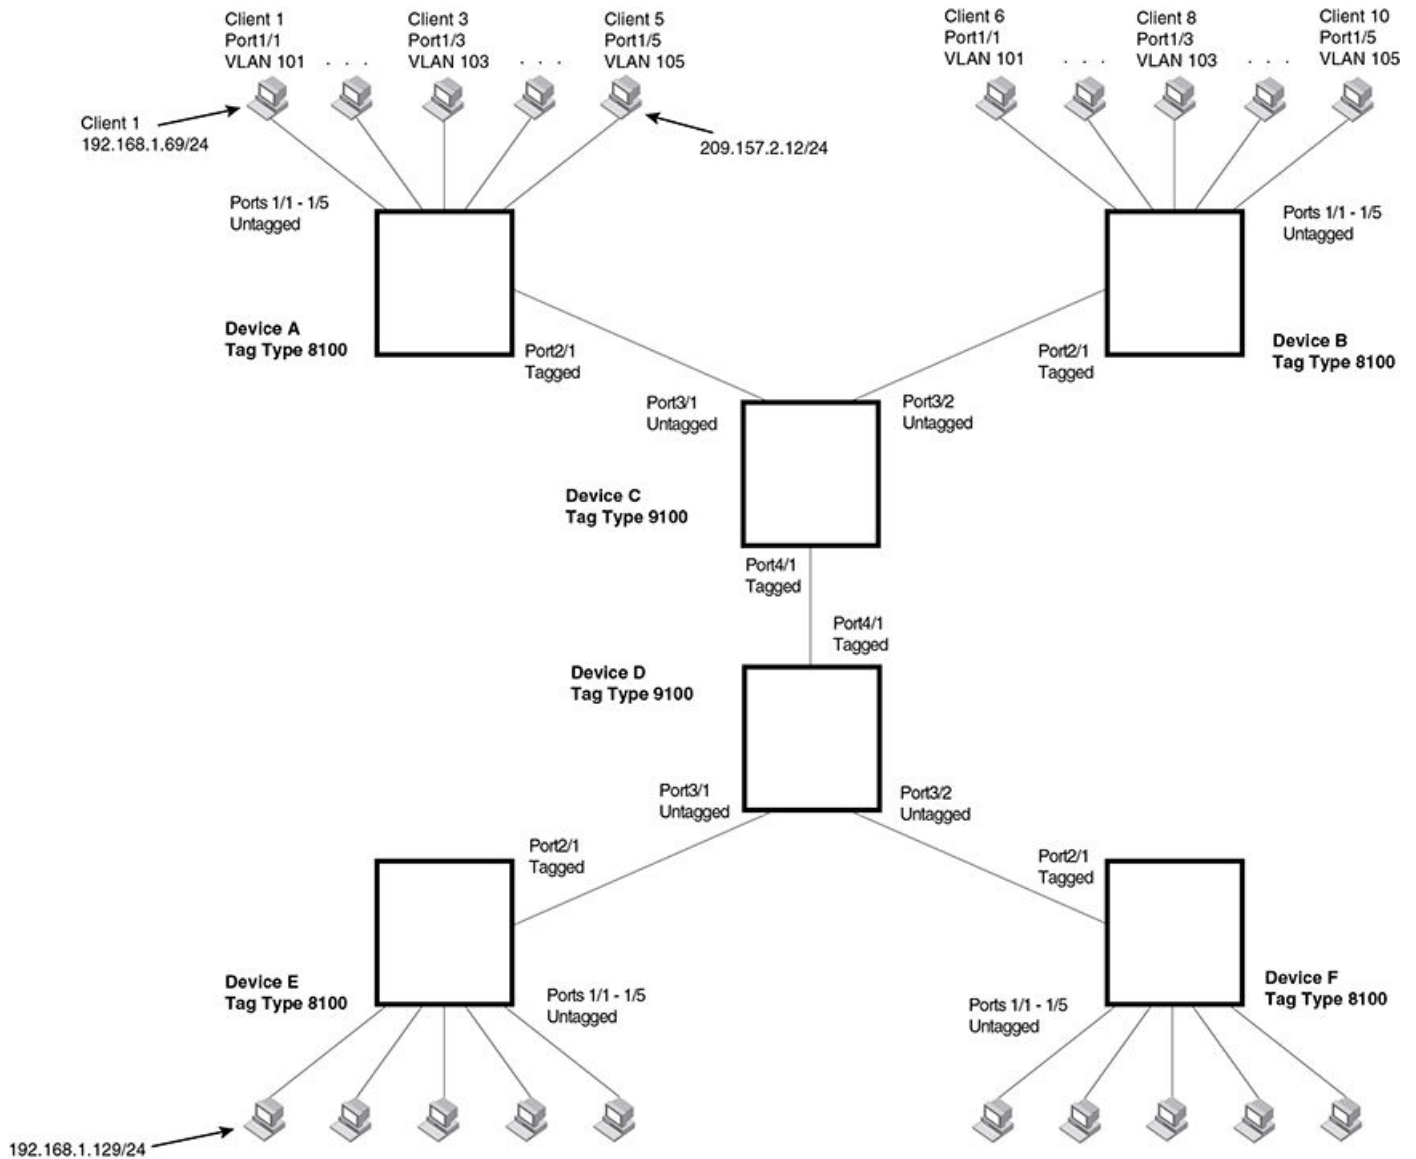 Client 1
Port1/1
VLAN 101
. . .
Client 3
Port1/3
VLAN 103
. . .
Client 5
Port1/5
VLAN 105
Client 6
Port1/1
VLAN 101
. . .
Client 8
Port1/3
VLAN 103
. . .
Client 10
Port1/5
VLAN 105
Client 1
192.168.1.69/24
209.157.2.12/24
Ports 1/1 - 1/5
Untagged
Ports 1/1 - 1/5
Untagged
Device A
Tag Type 8100
Port2/1
Tagged
Port2/1
Tagged
Device B
Tag Type 8100
Port3/1
Untagged
Port3/2
Untagged
Device C
Tag Type 9100
Port4/1
Tagged
Port4/1
Tagged
Device D
Tag Type 9100
Port3/1
Untagged
Port3/2
Untagged
Port2/1
Tagged
Port2/1
Tagged
Device E
Tag Type 8100
Ports 1/1 - 1/5
Untagged
Ports 1/1 - 1/5
Untagged
Device F
Tag Type 8100
192.168.1.129/24